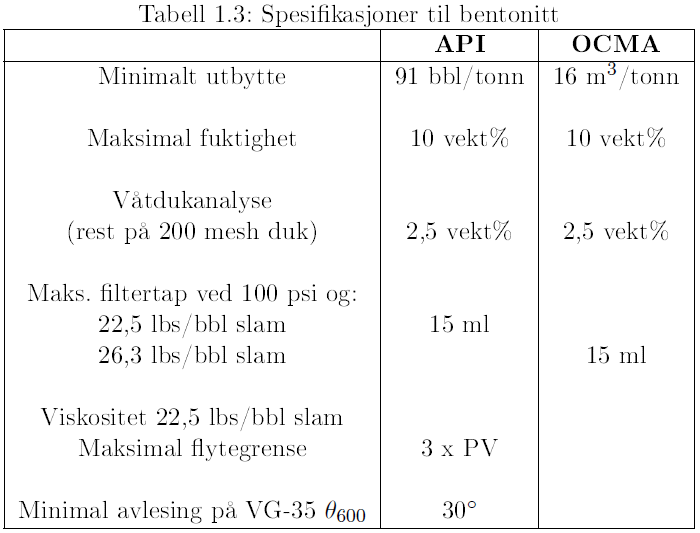 Tabell 1.3: Spesifikasjoner til bentonitt
API OCMA
Minimalt utbytte 91 bbl/tonn 16 m³/tonn
Maksimal fuktighet 10 vekt% 10 vekt%
Våtdukanalyse
(rest på 200 mesh duk) 2,5 vekt% 2,5 vekt%
Maks. filtertap ved 100 psi og:
22,5 lbs/bbl slam 15 ml
26,3 lbs/bbl slam 15 ml
Viskositet 22,5 lbs/bbl slam
Maksimal flytegrense 3 x PV
Minimal avlesing på VG-35 θ₆₀₀ 30°